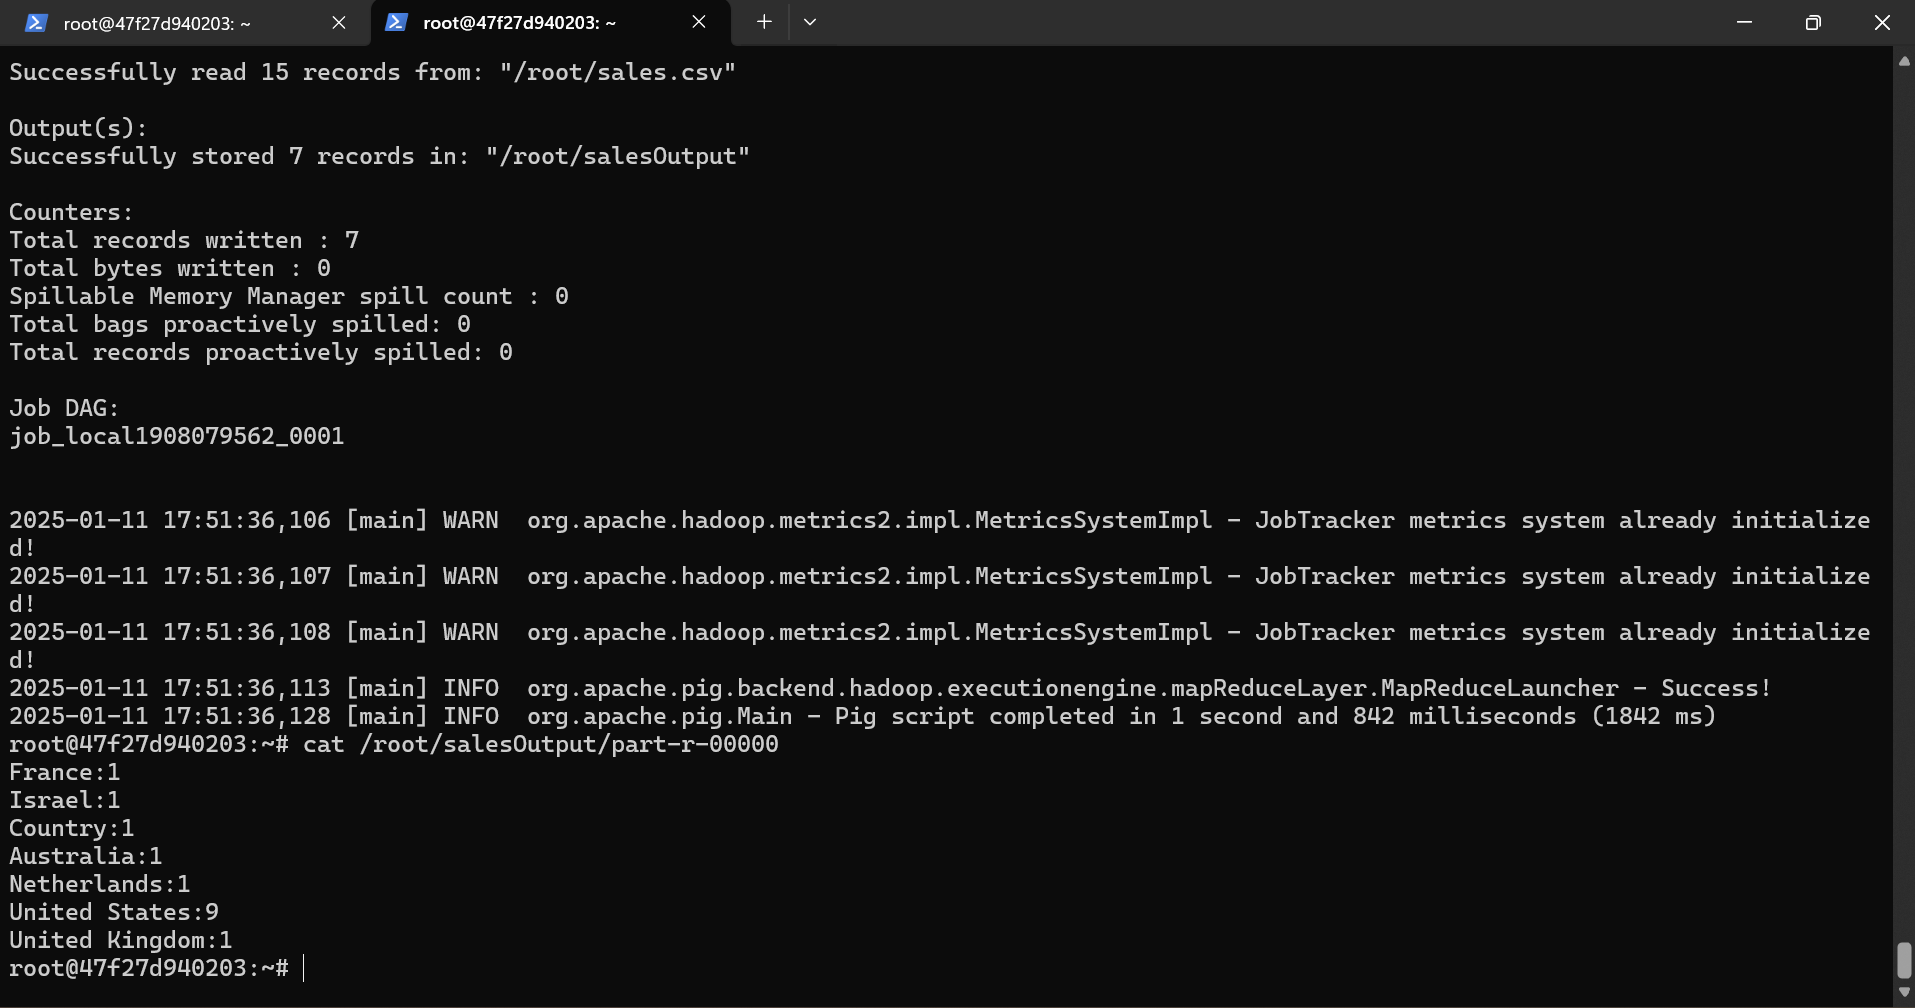 root@47f27d940203: ~
root@47f27d940203: ~
Successfully read 15 records from: "/root/sales.csv"
Output(s):
Successfully stored 7 records in: "/root/salesOutput"
Counters:
Total records written : 7
Total bytes written : 0
Spillable Memory Manager spill count : 0
Total bags proactively spilled: 0
Total records proactively spilled: 0
Job DAG:
job_local1908079562_0001
2025-01-11 17:51:36,106 [main] WARN  org.apache.hadoop.metrics2.impl.MetricsSystemImpl - JobTracker metrics system already initialize
d!
2025-01-11 17:51:36,107 [main] WARN  org.apache.hadoop.metrics2.impl.MetricsSystemImpl - JobTracker metrics system already initialize
d!
2025-01-11 17:51:36,108 [main] WARN  org.apache.hadoop.metrics2.impl.MetricsSystemImpl - JobTracker metrics system already initialize
d!
2025-01-11 17:51:36,113 [main] INFO  org.apache.pig.backend.hadoop.executionengine.mapReduceLayer.MapReduceLauncher - Success!
2025-01-11 17:51:36,128 [main] INFO  org.apache.pig.Main - Pig script completed in 1 second and 842 milliseconds (1842 ms)
root@47f27d940203:~# cat /root/salesOutput/part-r-00000
France:1
Israel:1
Country:1
Australia:1
Netherlands:1
United States:9
United Kingdom:1
root@47f27d940203:~#